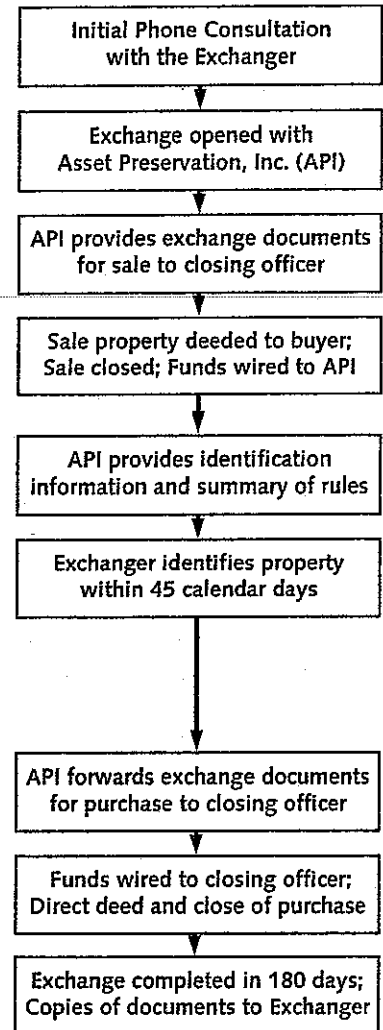 Initial Phone Consultation
with the Exchanger
Exchange opened with
Asset Preservation, Inc. (API)
API provides exchange documents
for sale to closing officer
Sale property deeded to buyer;
Sale closed; Funds wired to API
API provides identification
information and summary of rules
Exchanger identifies property
within 45 calendar days
API forwards exchange documents
for purchase to closing officer
Funds wired to closing officer;
Direct deed and close of purchase
Exchange completed in 180 days;
Copies of documents to Exchanger